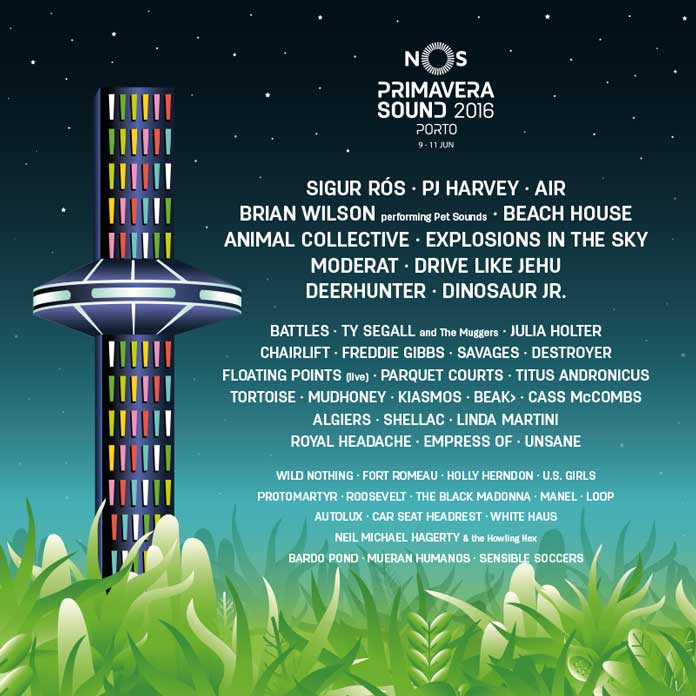 NOS
PRIMAVERA
SOUND 2016
PORTO
9 - 11 JUN
SIGUR RÓS · PJ HARVEY · AIR
BRIAN WILSON performing Pet Sounds · BEACH HOUSE
ANIMAL COLLECTIVE · EXPLOSIONS IN THE SKY
MODERAT · DRIVE LIKE JEHU
DEERHUNTER · DINOSAUR JR.
BATTLES · TY SEGALL and The Muggers · JULIA HOLTER
CHAIRLIFT · FREDDIE GIBBS · SAVAGES · DESTROYER
FLOATING POINTS (live) · PARQUET COURTS · TITUS ANDRONICUS
TORTOISE · MUDHONEY · KIASMOS · BEAK> · CASS McCOMBS
ALGIERS · SHELLAC · LINDA MARTINI
ROYAL HEADACHE · EMPRESS OF · UNSANE
WILD NOTHING · FORT ROMEAU · HOLLY HERNDON · U.S. GIRLS
PROTOMARTYR · ROOSEVELT · THE BLACK MADONNA · MANEL · LOOP
AUTOLUX · CAR SEAT HEADREST · WHITE HAUS
NEIL MICHAEL HAGERTY & the Howling Hex
BARDO POND · MUERAN HUMANOS · SENSIBLE SOCCERS